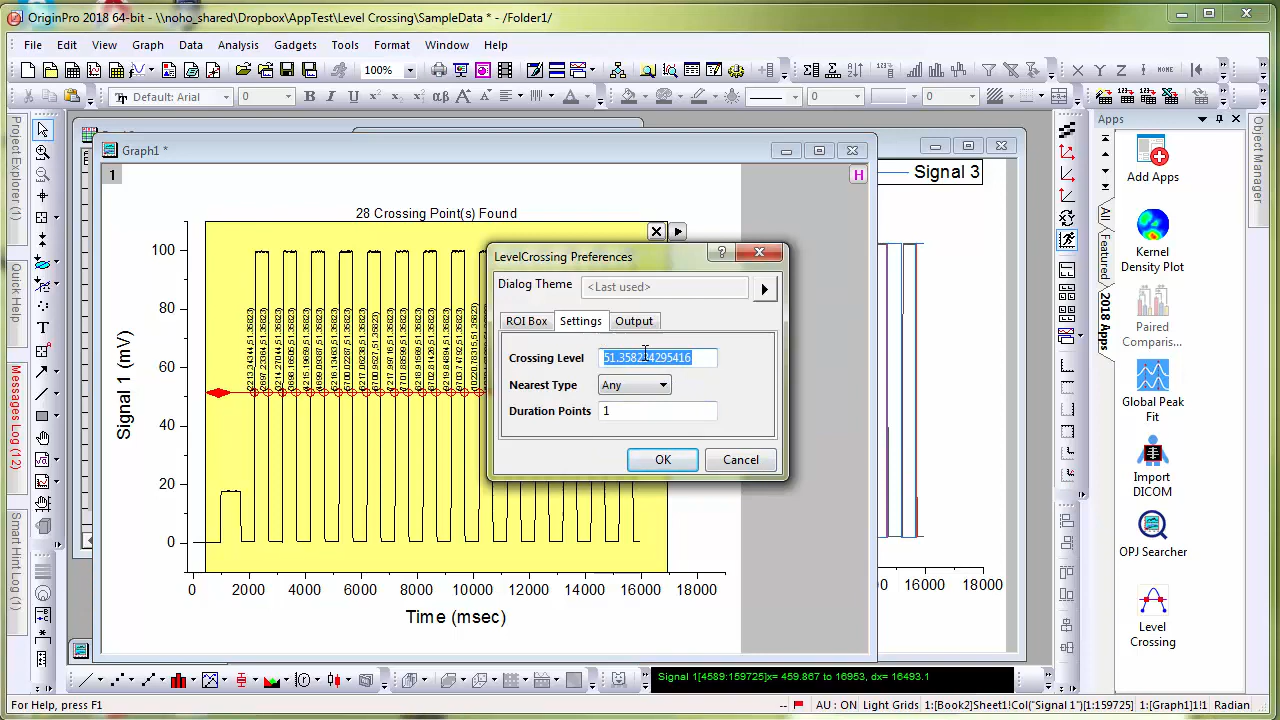 OriginPro 2018 64-bit - \\noho_shared\Dropbox\AppTest\Level Crossing\SampleData * - /Folder1/
File Edit View Graph Data Analysis Gadgets Tools Format Window Help
100%
Default: Arial 0 B I U αβ A A A 0 0
Project Explorer (1)
Quick Help
Messages Log (12)
Smart Hint Log (1)
Graph1 *
1
H
28 Crossing Point(s) Found
100
80
60
40
20
0
Signal 1 (mV)
0 2000 4000 6000 8000 10000 12000 14000 16000 18000
Time (msec)
Signal 3
16000 18000
LevelCrossing Preferences
Dialog Theme <Last used>
ROI Box Settings Output
Crossing Level
Nearest Type Any
Duration Points 1
OK Cancel
Apps
All
Featured
2018 Apps
Add Apps
Kernel
Density Plot
Paired
Comparis...
Global Peak
Fit
Import
DICOM
OPJ Searcher
Level
Crossing
Object Manager
Signal 1[4589:159725]x= 459.867 to 16953, dx= 16493.1
For Help, press F1
-- AU : ON Light Grids 1:[Book2]Sheet1!Col("Signal 1")[1:159725] 1:[Graph1]1!1 Radian